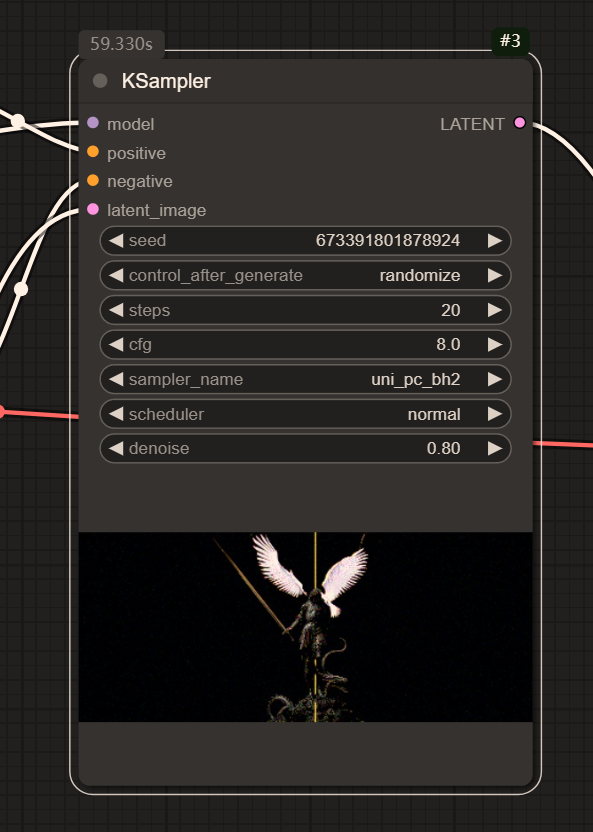 59.330s
#3
KSampler
model LATENT
positive
negative
latent_image
seed 673391801878924
control_after_generate randomize
steps 20
cfg 8.0
sampler_name uni_pc_bh2
scheduler normal
denoise 0.80